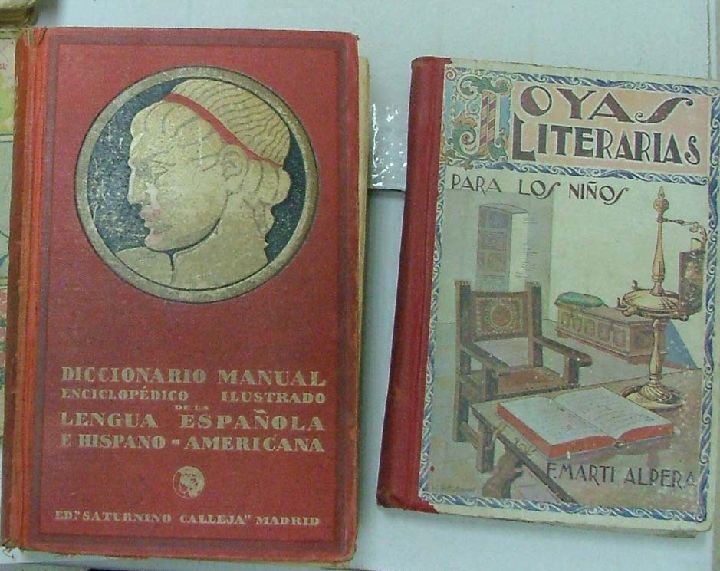 DICCIONARIO MANUAL
ENCICLOPÉDICO ILUSTRADO
DE LA
LENGUA ESPAÑOLA
E HISPANO-AMERICANA
ED. "SATURNINO CALLEJA" MADRID
JOYAS
LITERARIAS
PARA LOS NIÑOS
F. MARTI ALPERA